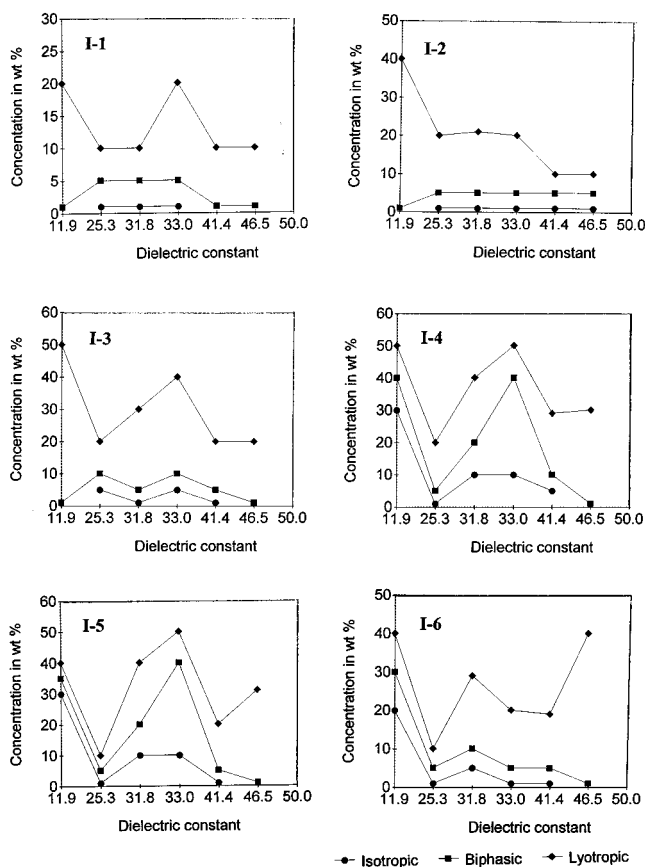 I-1
Concentration in wt %
30
25
20
15
10
5
0
11.9 25.3 31.8 33.0 41.4 46.5 50.0
Dielectric constant
I-2
Concentration in wt %
50
40
30
20
10
0
11.9 25.3 31.8 33.0 41.4 46.5 50.0
Dielectric constant
I-3
Concentration in wt %
60
50
40
30
20
10
0
11.9 25.3 31.8 33.0 41.4 46.5 50.0
Dielectric constant
I-4
Concentration in wt %
60
50
40
30
20
10
0
11.9 25.3 31.8 33.0 41.4 46.5 50.0
Dielectric constant
I-5
Concentration in wt %
60
50
40
30
20
10
0
11.9 25.3 31.8 33.0 41.4 46.5 50.0
Dielectric constant
I-6
Concentration in wt %
50
40
30
20
10
0
11.9 25.3 31.8 33.0 41.4 46.5 50.0
Dielectric constant
Isotropic Biphasic Lyotropic